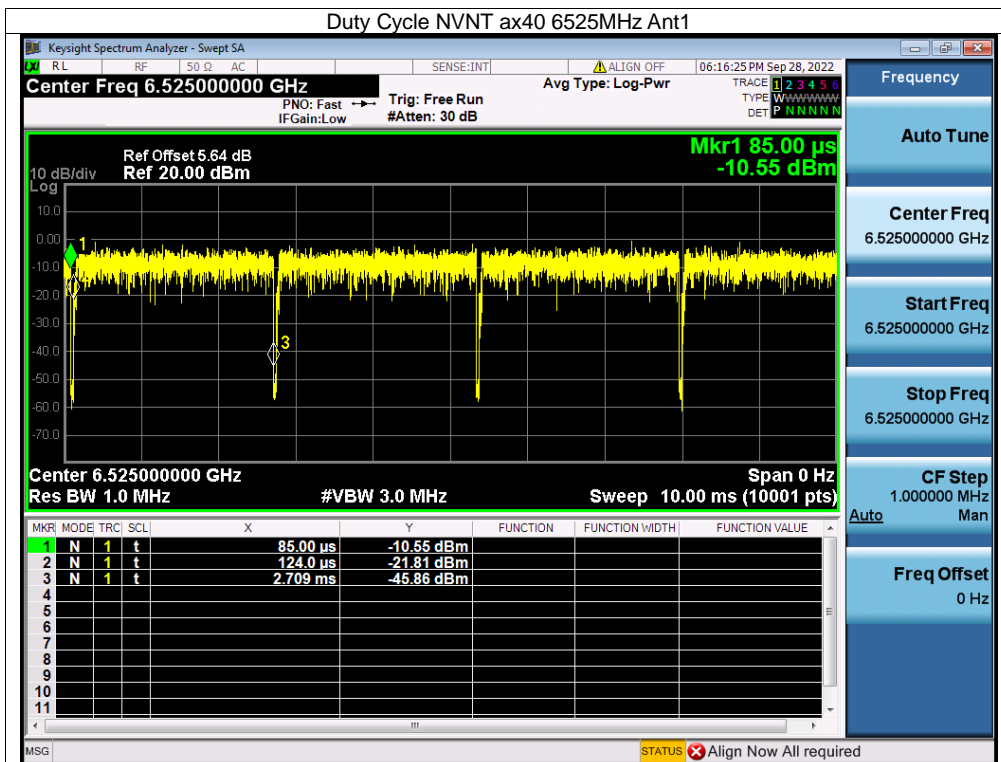 Duty Cycle NVNT ax40 6525MHz Ant1
Keysight Spectrum Analyzer - Swept SA
LXI RL RF 50 Ω AC SENSE:INT ALIGN OFF 06:16:25 PM Sep 28, 2022
Center Freq 6.525000000 GHz Avg Type: Log-Pwr TRACE 1 2 3 4 5 6
PNO: Fast Trig: Free Run TYPE WWWWWW
IFGain:Low #Atten: 30 dB DET P N N N N N
Frequency
Auto Tune
Center Freq
6.525000000 GHz
Start Freq
6.525000000 GHz
Stop Freq
6.525000000 GHz
CF Step
1.000000 MHz
Auto Man
Freq Offset
0 Hz
Mkr1 85.00 µs
-10.55 dBm
Ref Offset 5.64 dB
10 dB/div Ref 20.00 dBm
Log
10.0
0.00
-10.0
-20.0
-30.0
-40.0
-50.0
-60.0
-70.0
1
3
Center 6.525000000 GHz Span 0 Hz
Res BW 1.0 MHz #VBW 3.0 MHz Sweep 10.00 ms (10001 pts)
MKR MODE TRC SCL X Y FUNCTION FUNCTION WIDTH FUNCTION VALUE
1 N 1 t 85.00 µs -10.55 dBm
2 N 1 t 124.0 µs -21.81 dBm
3 N 1 t 2.709 ms -45.86 dBm
4
5
6
7
8
9
10
11
MSG STATUS Align Now All required